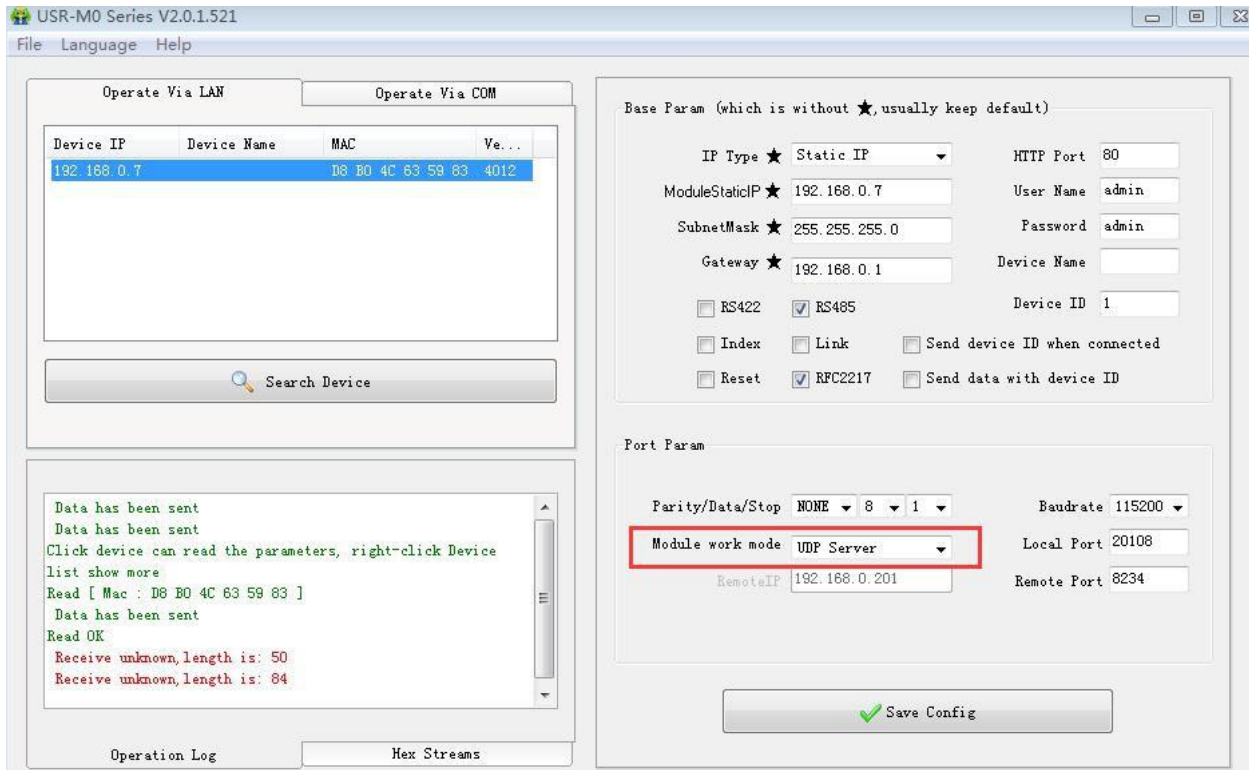 USR-M0 Series V2.0.1.521
File Language Help
Operate Via LAN Operate Via COM
Device IP Device Name MAC Ve...
192.168.0.7 D8 B0 4C 63 59 83 4012
Search Device
Data has been sent
Data has been sent
Click device can read the parameters, right-click Device
list show more
Read [ Mac : D8 B0 4C 63 59 83 ]
Data has been sent
Read OK
Receive unknown,length is: 50
Receive unknown,length is: 84
Operation Log Hex Streams
Base Param (which is without ★,usually keep default)
IP Type ★ Static IP HTTP Port 80
ModuleStaticIP ★ 192.168.0.7 User Name admin
SubnetMask ★ 255.255.255.0 Password admin
Gateway ★ 192.168.0.1 Device Name
RS422 RS485 Device ID 1
Index Link Send device ID when connected
Reset RFC2217 Send data with device ID
Port Param
Parity/Data/Stop NONE 8 1 Baudrate 115200
Module work mode UDP Server Local Port 20108
RemoteIP 192.168.0.201 Remote Port 8234
Save Config